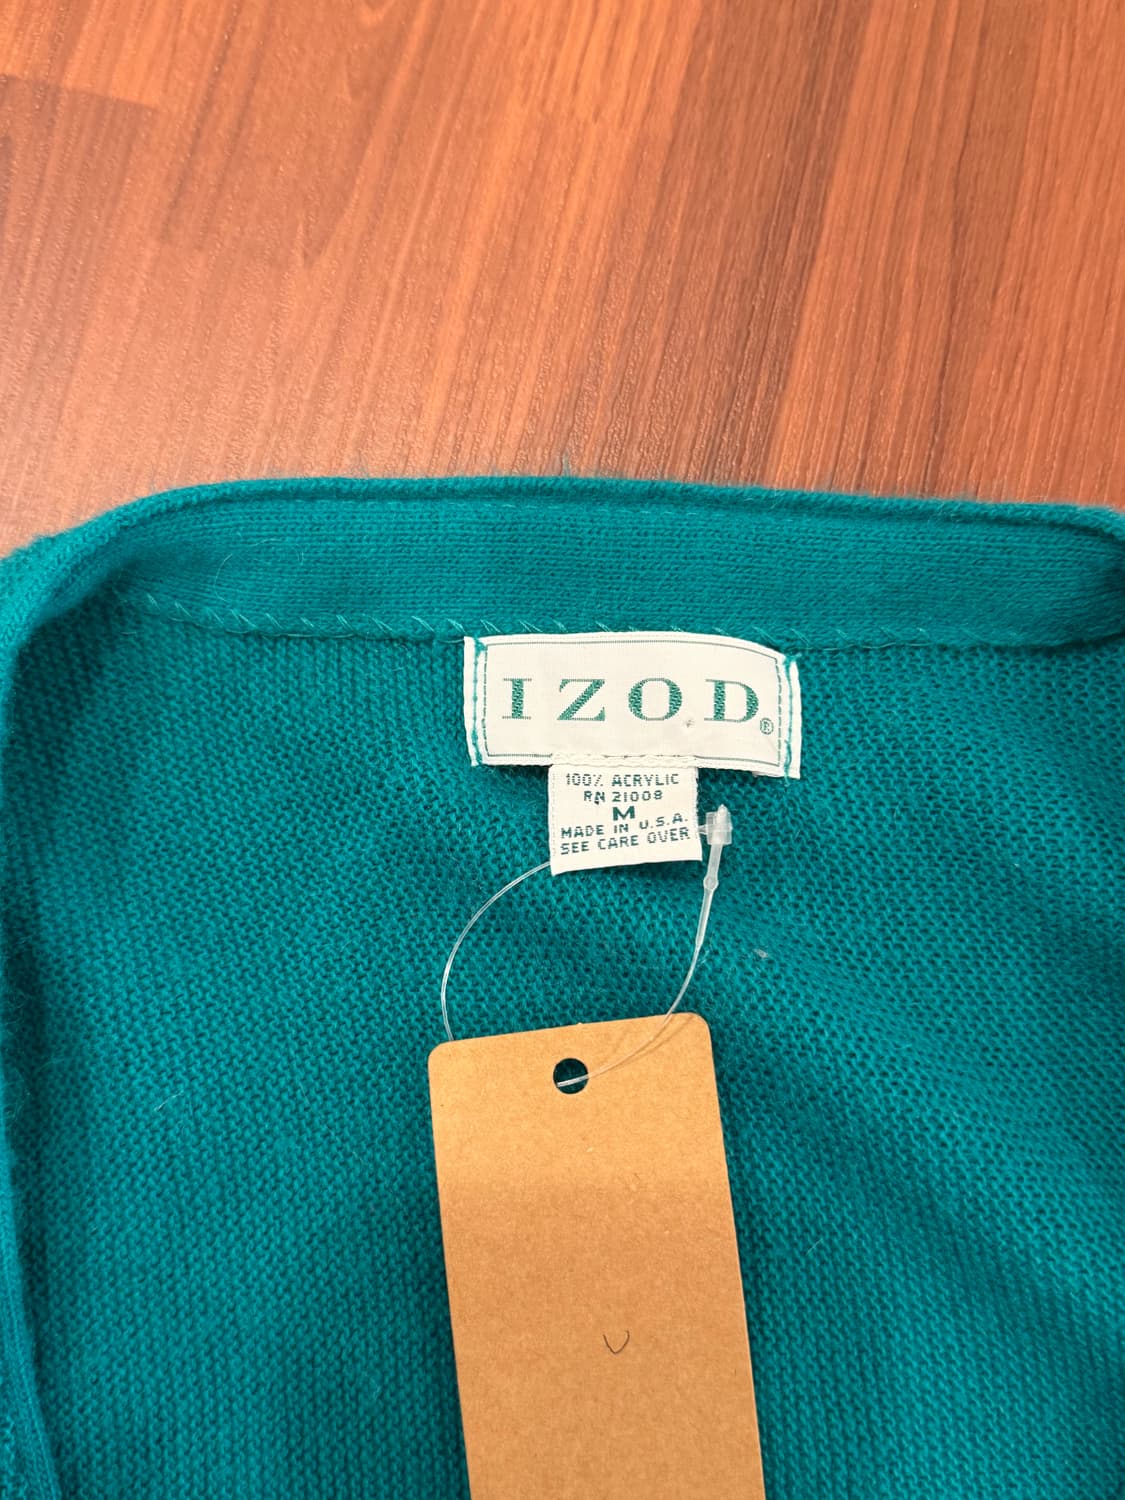 IZOD®
100% ACRYLIC
RN 21008
M
MADE IN U.S.A.
SEE CARE OVER